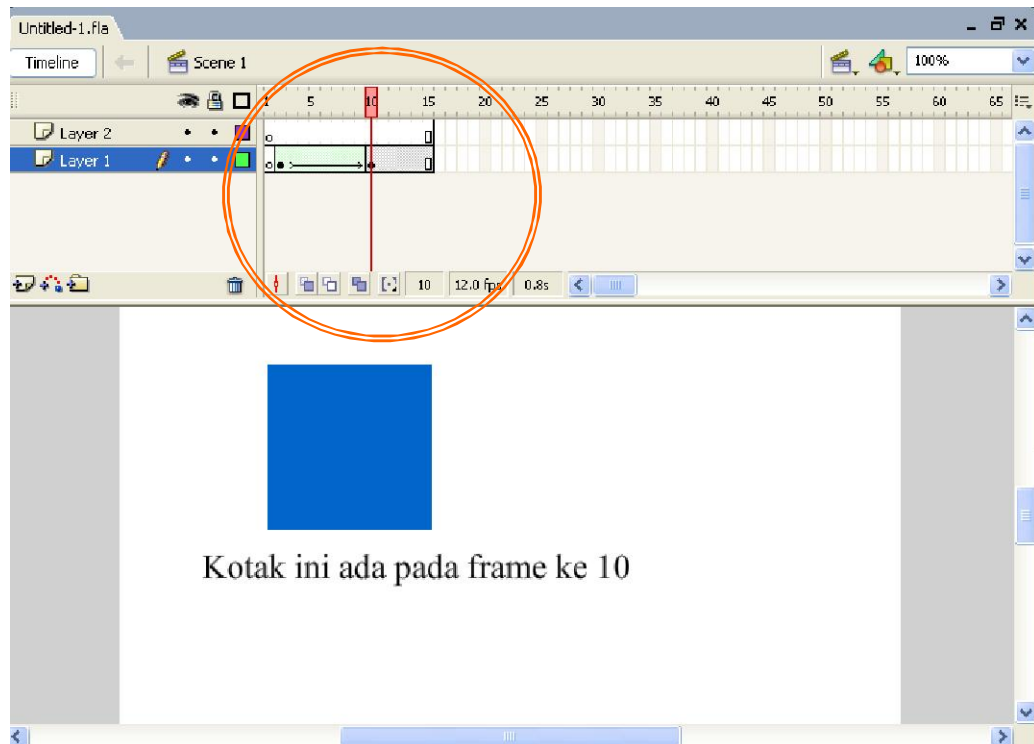 Untitled-1.fla
Timeline Scene 1 100%
1 5 10 15 20 25 30 35 40 45 50 55 60 65
Layer 2
Layer 1
10 12.0 fps 0.8s
Kotak ini ada pada frame ke 10